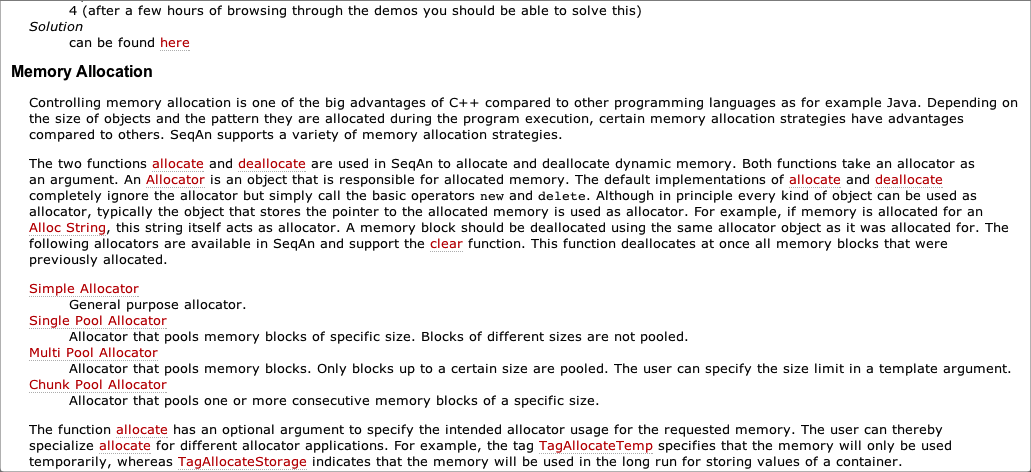 4 (after a few hours of browsing through the demos you should be able to solve this)
Solution
can be found here
Memory Allocation
Controlling memory allocation is one of the big advantages of C++ compared to other programming languages as for example Java. Depending on
the size of objects and the pattern they are allocated during the program execution, certain memory allocation strategies have advantages
compared to others. SeqAn supports a variety of memory allocation strategies.
The two functions allocate and deallocate are used in SeqAn to allocate and deallocate dynamic memory. Both functions take an allocator as
an argument. An Allocator is an object that is responsible for allocated memory. The default implementations of allocate and deallocate
completely ignore the allocator but simply call the basic operators new and delete. Although in principle every kind of object can be used as
allocator, typically the object that stores the pointer to the allocated memory is used as allocator. For example, if memory is allocated for an
Alloc String, this string itself acts as allocator. A memory block should be deallocated using the same allocator object as it was allocated for. The
following allocators are available in SeqAn and support the clear function. This function deallocates at once all memory blocks that were
previously allocated.
Simple Allocator
General purpose allocator.
Single Pool Allocator
Allocator that pools memory blocks of specific size. Blocks of different sizes are not pooled.
Multi Pool Allocator
Allocator that pools memory blocks. Only blocks up to a certain size are pooled. The user can specify the size limit in a template argument.
Chunk Pool Allocator
Allocator that pools one or more consecutive memory blocks of a specific size.
The function allocate has an optional argument to specify the intended allocator usage for the requested memory. The user can thereby
specialize allocate for different allocator applications. For example, the tag TagAllocateTemp specifies that the memory will only be used
temporarily, whereas TagAllocateStorage indicates that the memory will be used in the long run for storing values of a container.